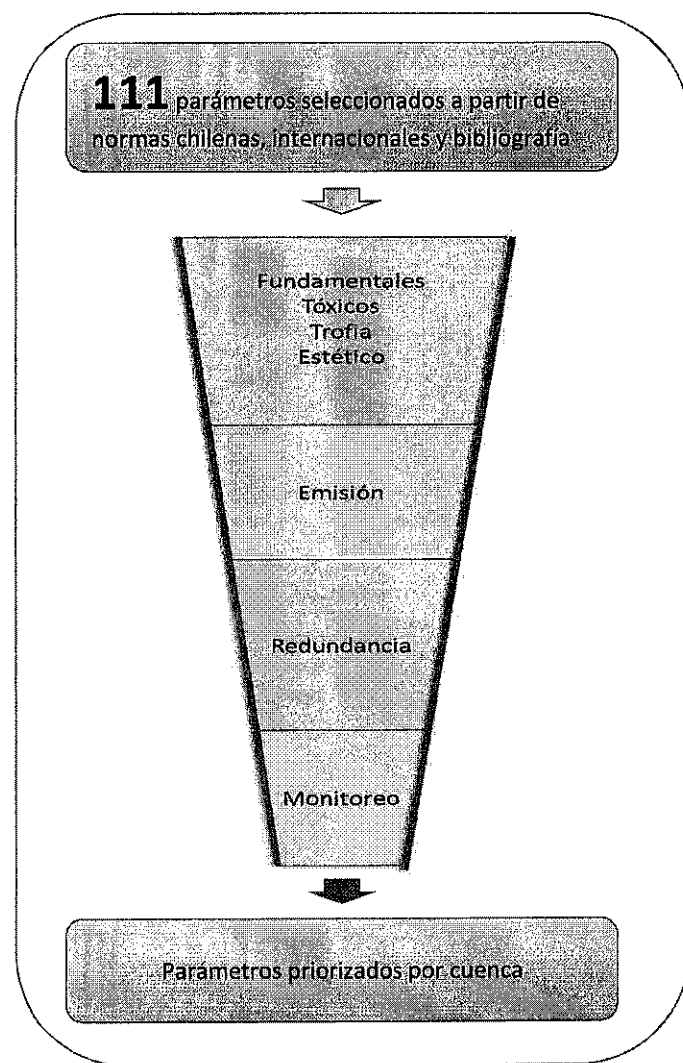 111 parámetros seleccionados a partir de
normas chilenas, internacionales y bibliografía
Fundamentales
Tóxicos
Trofia
Estético
Emisión
Redundancia
Monitoreo
Parámetros priorizados por cuenca